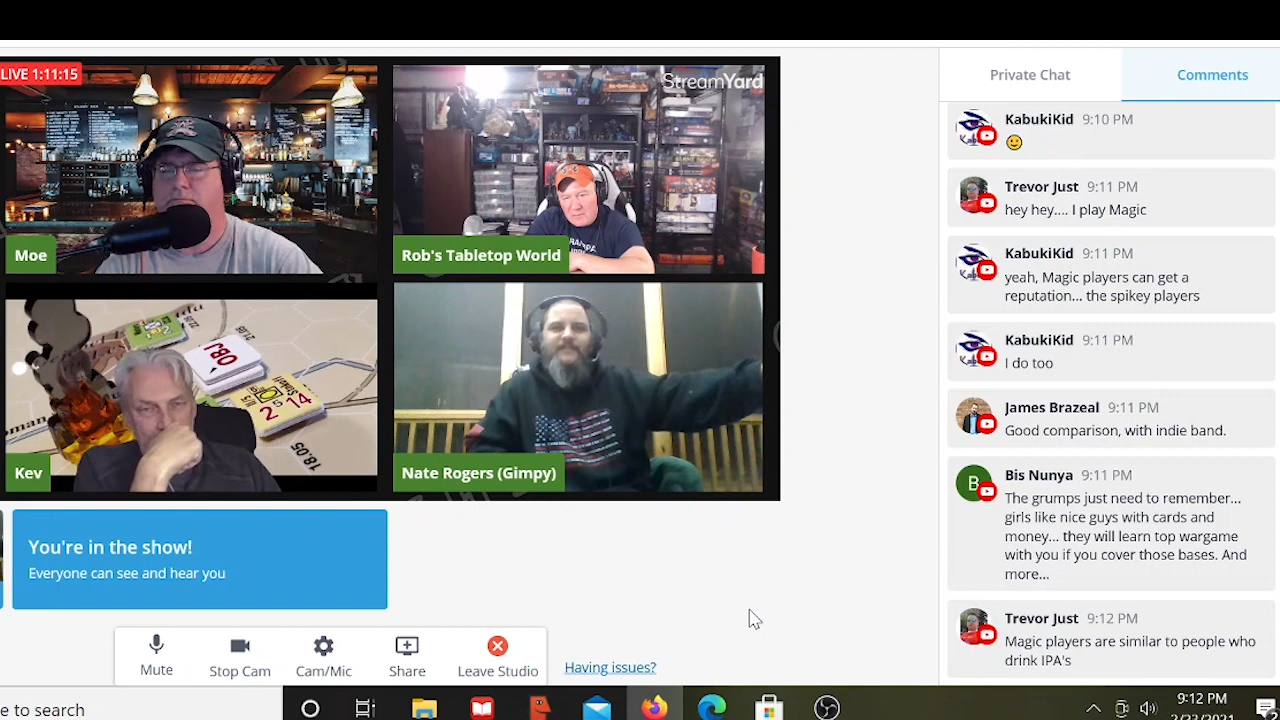 LIVE 1:11:15
StreamYard
Moe
Rob's Tabletop World
OBJ
2 5 14
18.05
Kev
Nate Rogers (Gimpy)
You're in the show!
Everyone can see and hear you
Mute
Stop Cam
Cam/Mic
Share
Leave Studio
Having issues?
Private Chat
Comments
KabukiKid 9:10 PM
Trevor Just 9:11 PM
hey hey.... I play Magic
KabukiKid 9:11 PM
yeah, Magic players can get a
reputation... the spikey players
KabukiKid 9:11 PM
I do too
James Brazeal 9:11 PM
Good comparison, with indie band.
B
Bis Nunya 9:11 PM
The grumps just need to remember...
girls like nice guys with cards and
money... they will learn top wargame
with you if you cover those bases. And
more...
Trevor Just 9:12 PM
Magic players are similar to people who
drink IPA's
e to search
9:12 PM